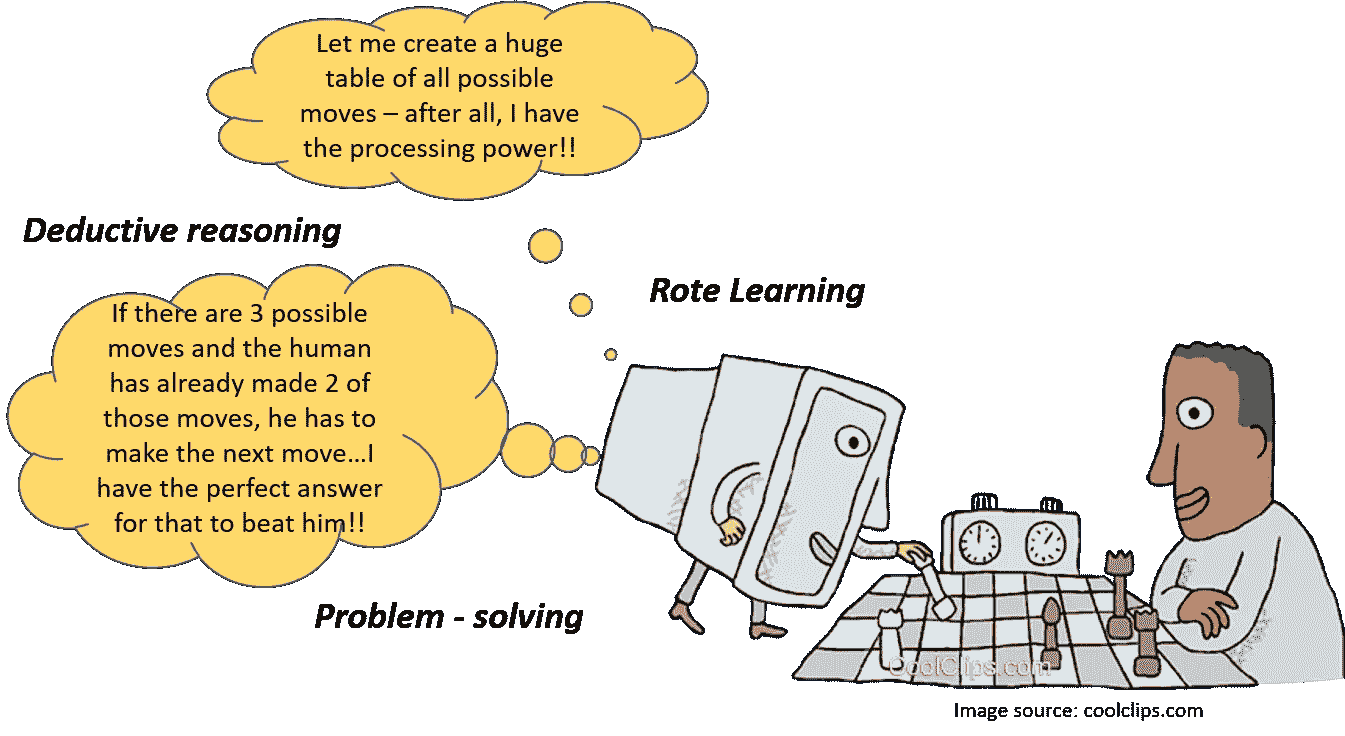 Let me create a huge
table of all possible
moves – after all, I have
the processing power!!
Deductive reasoning
Rote Learning
If there are 3 possible
moves and the human
has already made 2 of
those moves, he has to
make the next move...I
have the perfect answer
for that to beat him!!
Problem - solving
CoolClips.com
Image source: coolclips.com